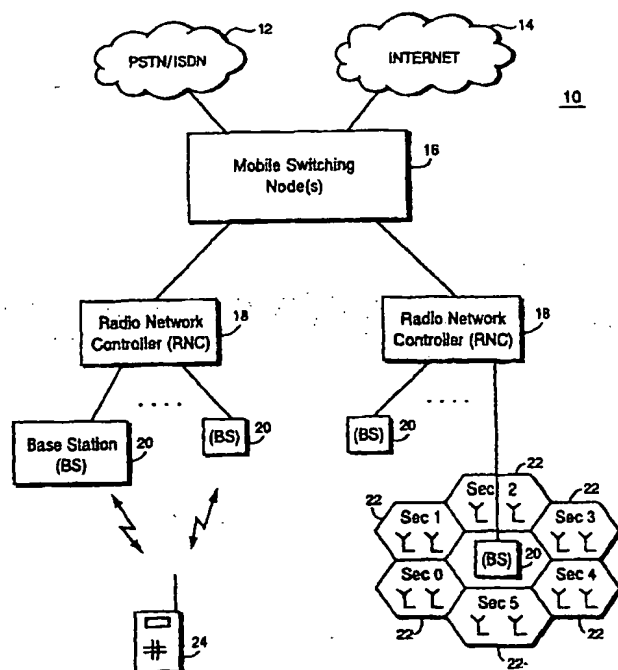 12
PSTN/ISDN
14
INTERNET
10
16
Mobile Switching
Node(s)
18
Radio Network
Controller (RNC)
18
Radio Network
Controller (RNC)
Base Station
(BS)
20
(BS)
20
(BS)
20
22
22
Sec 2
22
Sec 1
Sec 3
(BS)
20
Sec 0
Sec 4
Sec 5
22
22
22
24